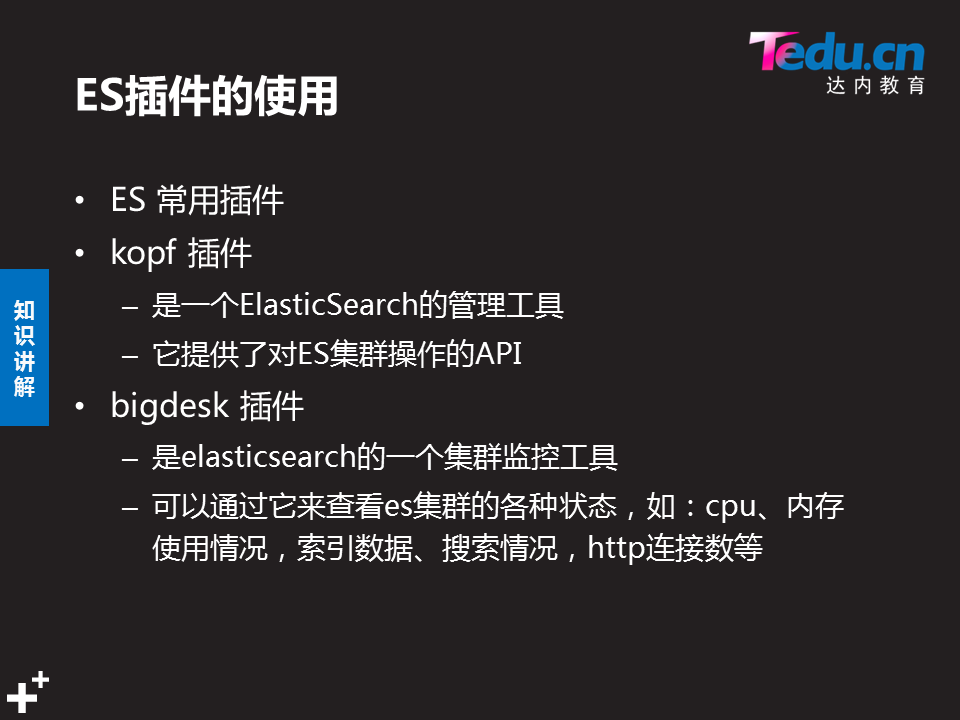 Tedu.cn
达内教育
ES插件的使用
• ES 常用插件
• kopf 插件
– 是一个ElasticSearch的管理工具
– 它提供了对ES集群操作的API
• bigdesk 插件
– 是elasticsearch的一个集群监控工具
– 可以通过它来查看es集群的各种状态，如：cpu、内存
使用情况，索引数据、搜索情况，http连接数等
知
识
讲
解